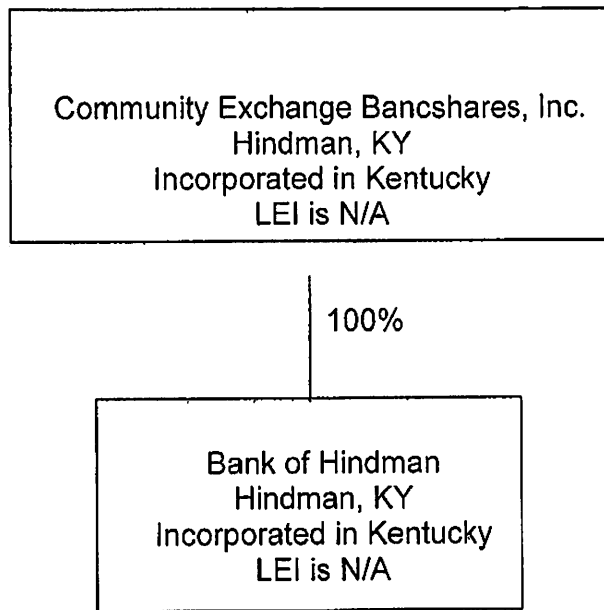 Community Exchange Bancshares, Inc.
Hindman, KY
Incorporated in Kentucky
LEI is N/A
100%
Bank of Hindman
Hindman, KY
Incorporated in Kentucky
LEI is N/A